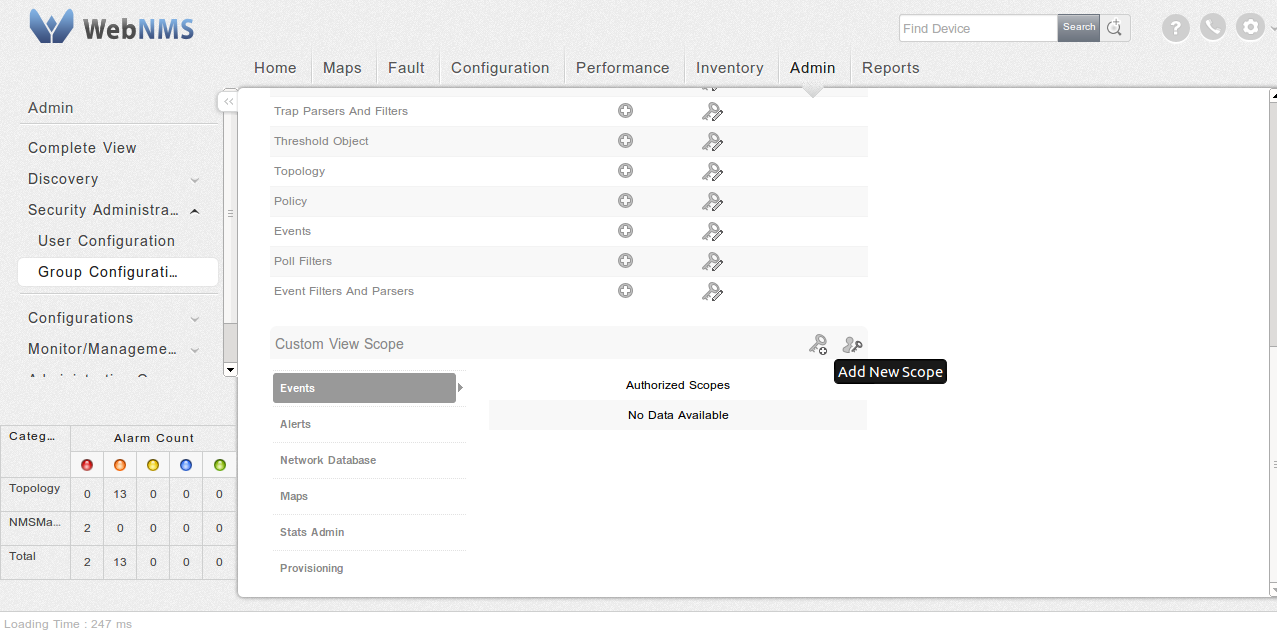 WebNMS
Find Device
Search
Home
Maps
Fault
Configuration
Performance
Inventory
Admin
Reports
Admin
Complete View
Discovery
Security Administra...
User Configuration
Group Configurati...
Configurations
Monitor/Manageme...
Trap Parsers And Filters
Threshold Object
Topology
Policy
Events
Poll Filters
Event Filters And Parsers
Custom View Scope
Add New Scope
Events
Authorized Scopes
Alerts
No Data Available
Network Database
Maps
Stats Admin
Provisioning
Categ...
Alarm Count
Topology 0 13 0 0 0
NMSMa... 2 0 0 0 0
Total 2 13 0 0 0
Loading Time : 247 ms